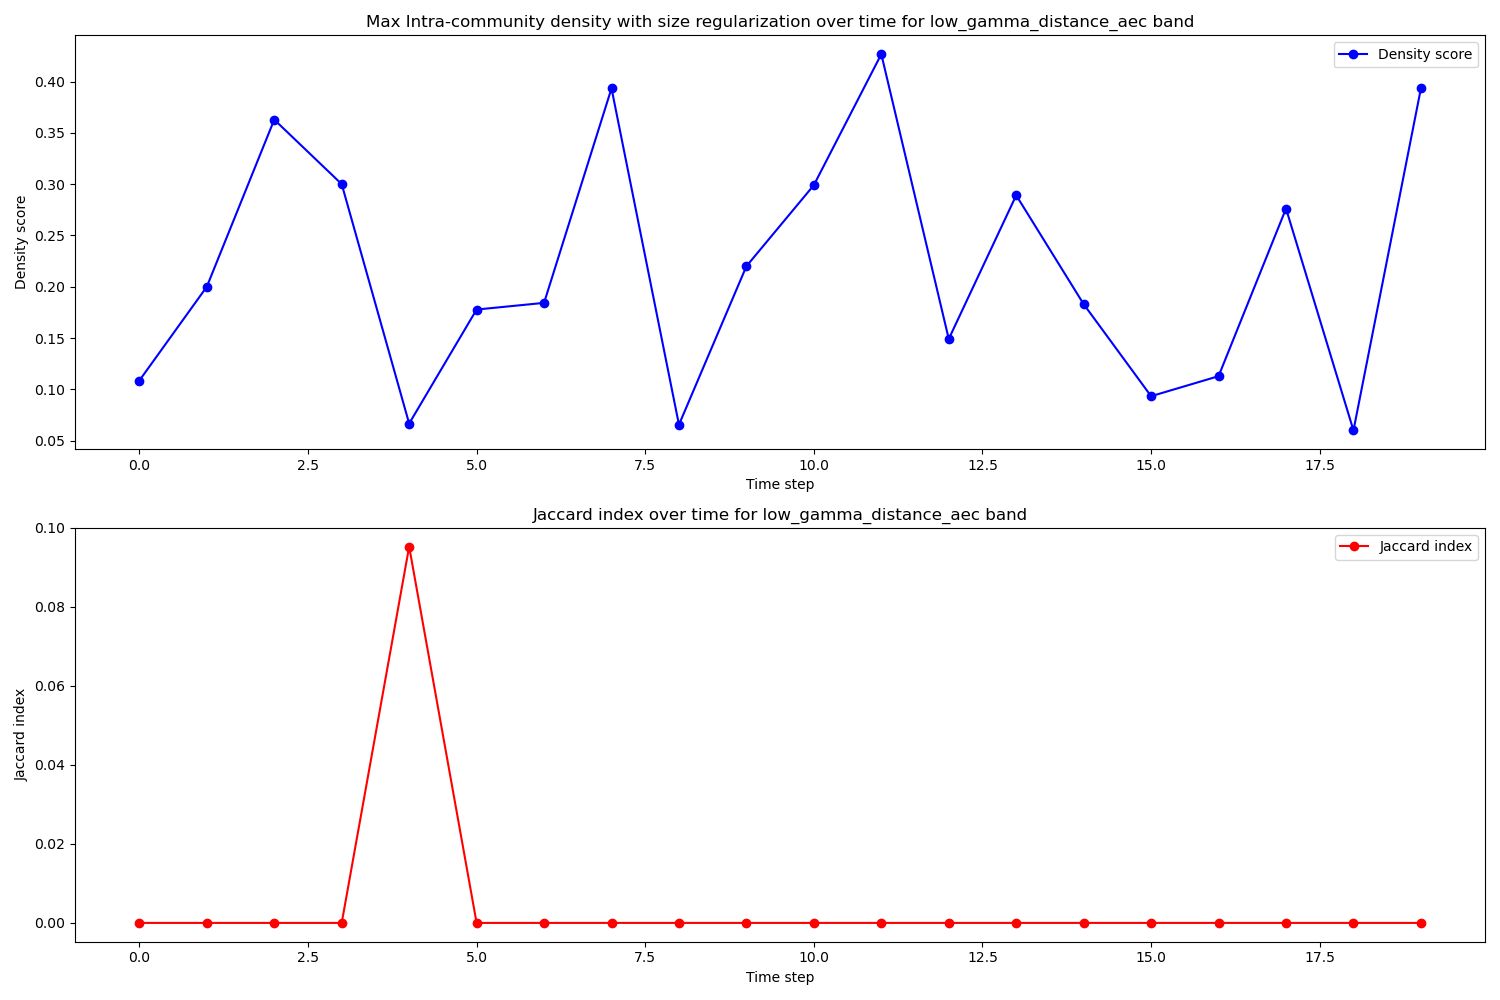 Max Intra-community density with size regularization over time for low_gamma_distance_aec band
Density score
Density score
0.40
0.35
0.30
0.25
0.20
0.15
0.10
0.05
0.0 2.5 5.0 7.5 10.0 12.5 15.0 17.5
Time step
Jaccard index over time for low_gamma_distance_aec band
Jaccard index
Jaccard index
0.10
0.08
0.06
0.04
0.02
0.00
0.0 2.5 5.0 7.5 10.0 12.5 15.0 17.5
Time step